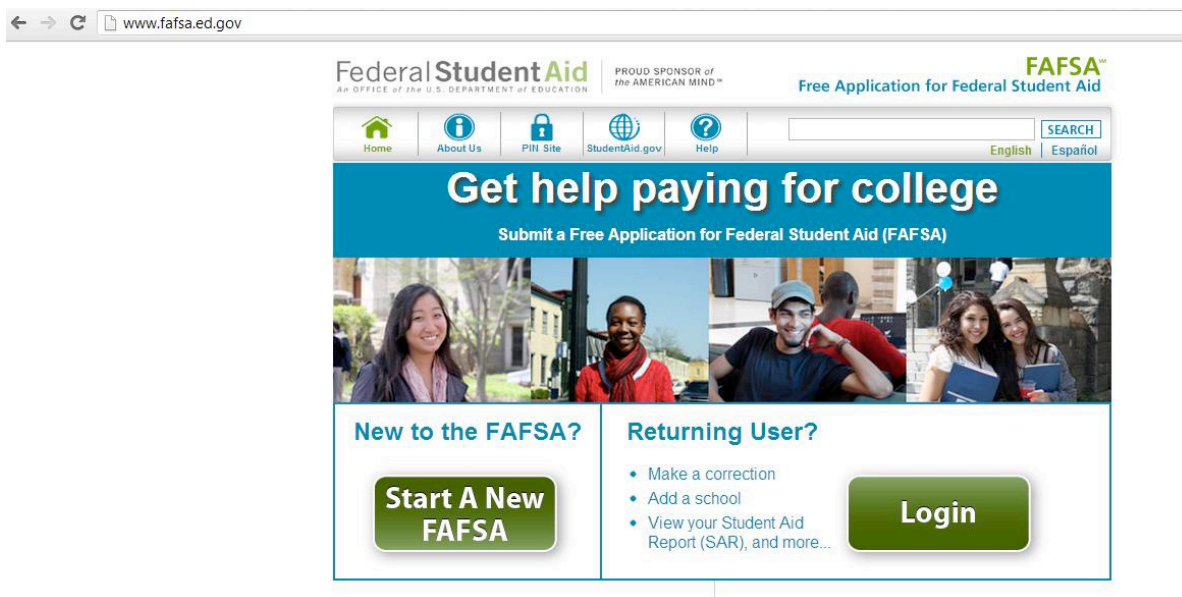 www.fafsa.ed.gov
Federal Student Aid
An OFFICE of the U.S. DEPARTMENT of EDUCATION
PROUD SPONSOR of
the AMERICAN MIND™
FAFSA℠
Free Application for Federal Student Aid
Home
About Us
PIN Site
StudentAid.gov
Help
SEARCH
English | Español
Get help paying for college
Submit a Free Application for Federal Student Aid (FAFSA)
New to the FAFSA?
Start A New
FAFSA
Returning User?
• Make a correction
• Add a school
• View your Student Aid
Report (SAR), and more...
Login